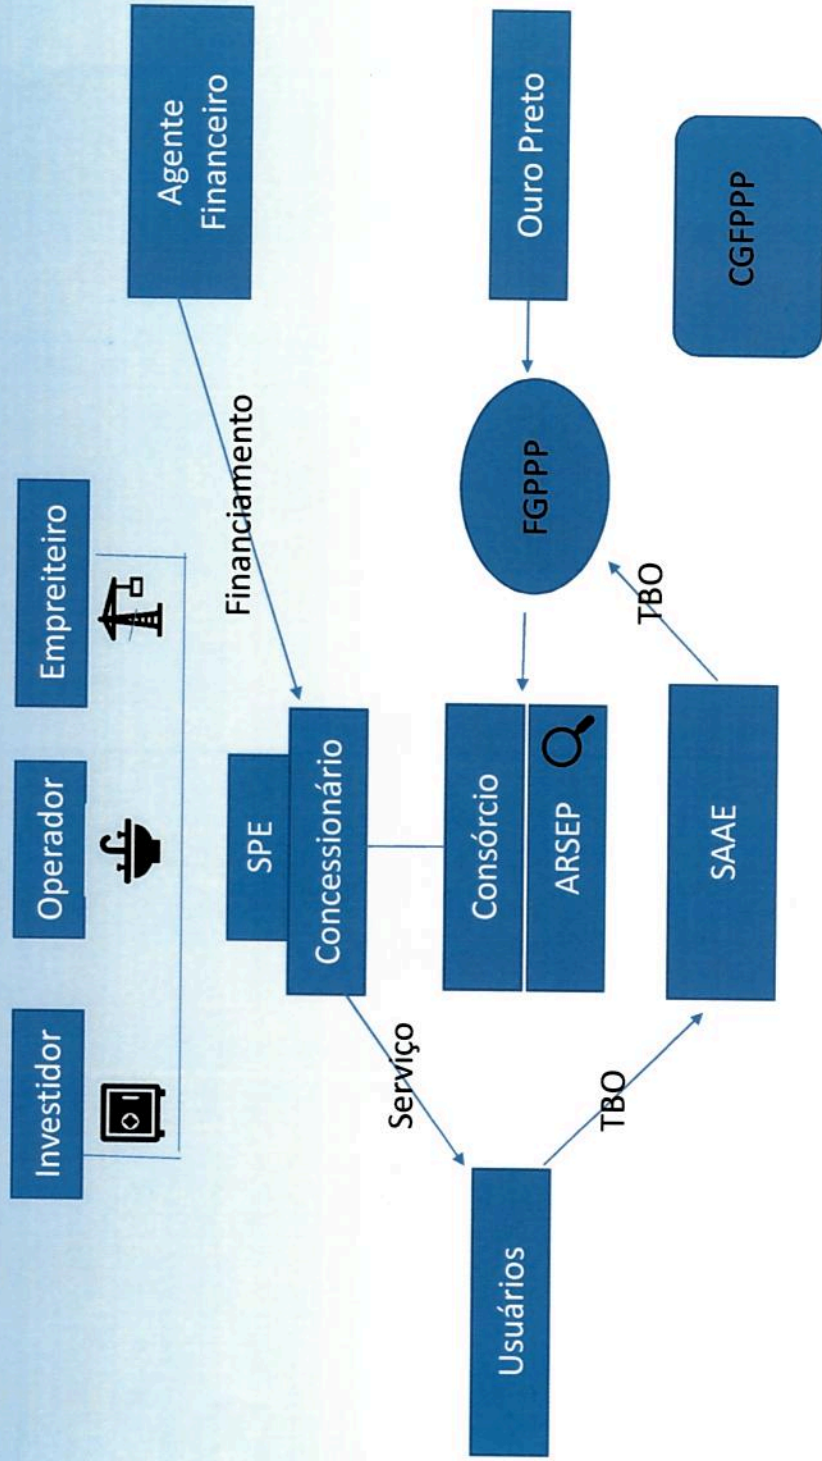 Investidor
Operador
Empreiteiro
Agente
Financeiro
SPE
Concessionário
Financiamento
Serviço
Usuários
Consórcio
ARSEP
FGPPP
Ouro Preto
TBO
TBO
SAAE
CGFPPP